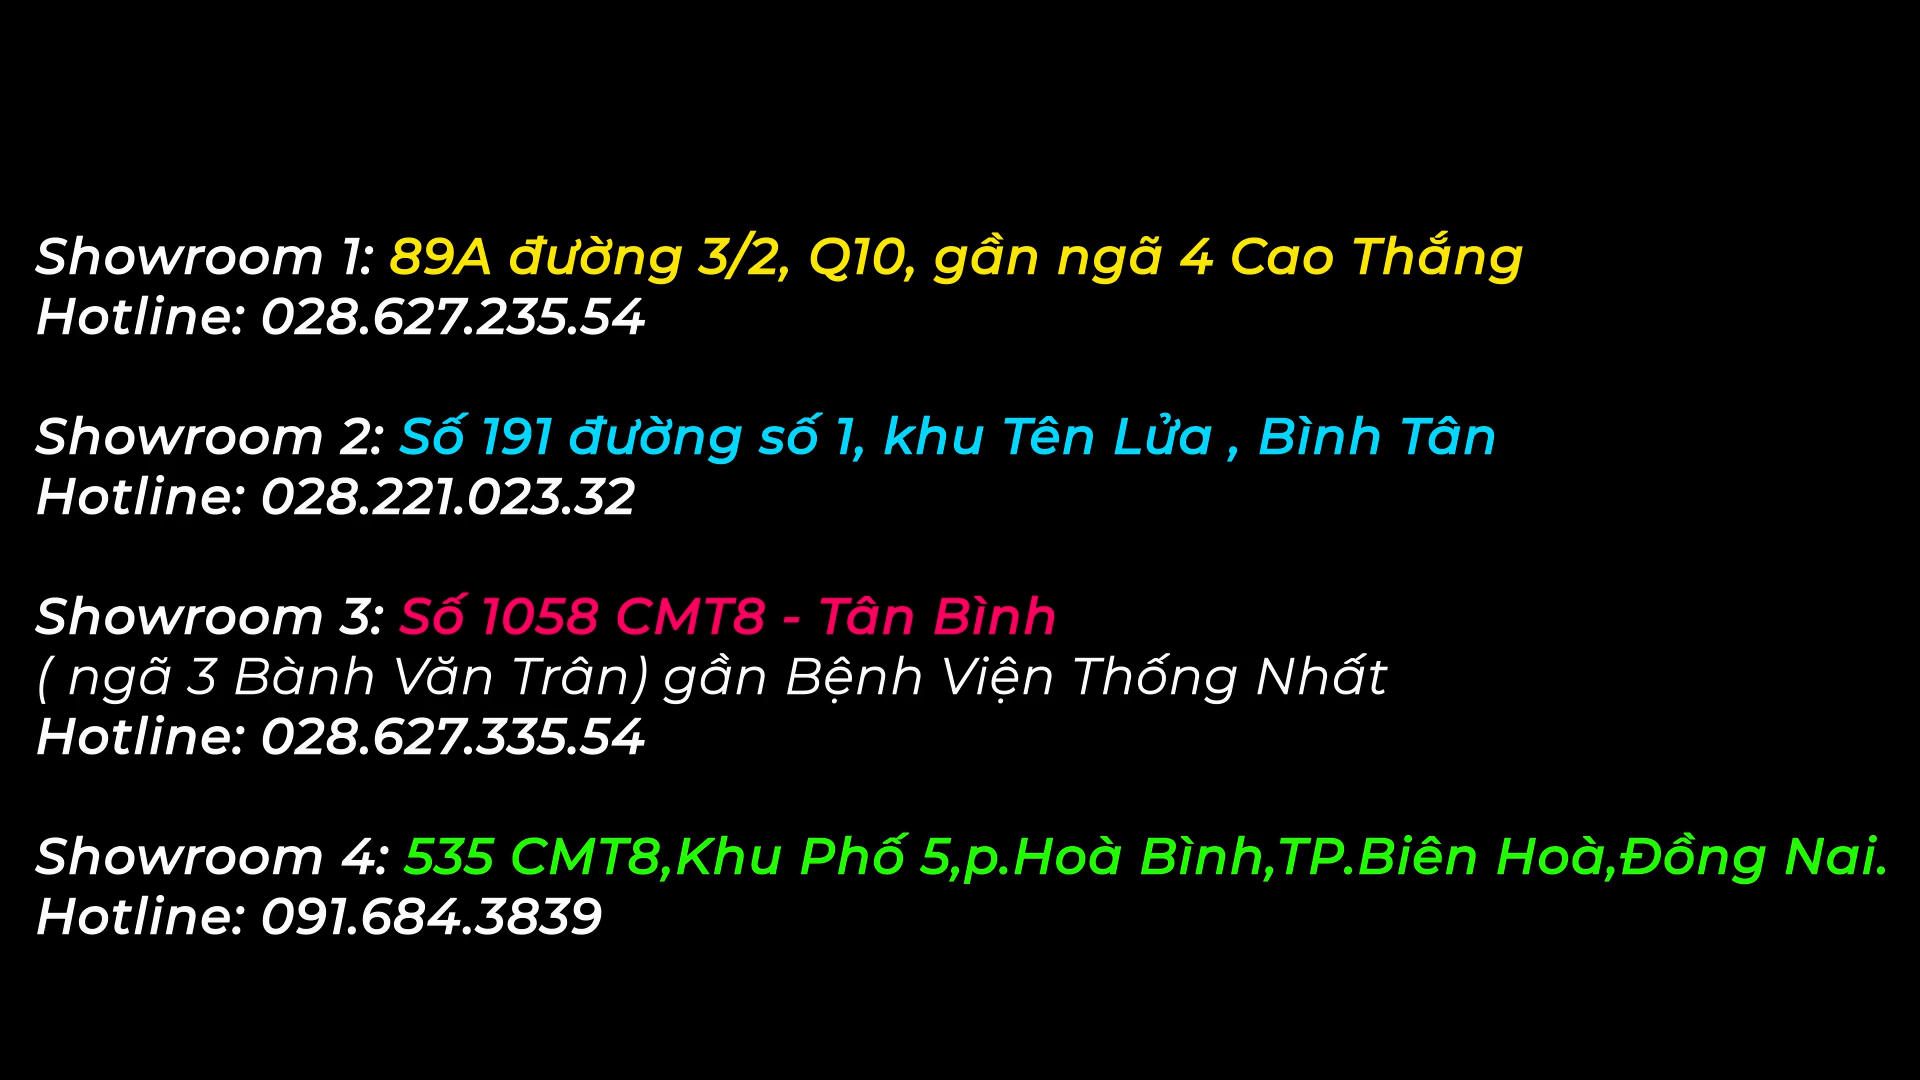 Showroom 1: 89A đường 3/2, Q10, gần ngã 4 Cao Thắng
Hotline: 028.627.235.54
Showroom 2: Số 191 đường số 1, khu Tên Lửa , Bình Tân
Hotline: 028.221.023.32
Showroom 3: Số 1058 CMT8 - Tân Bình
( ngã 3 Bành Văn Trân) gần Bệnh Viện Thống Nhất
Hotline: 028.627.335.54
Showroom 4: 535 CMT8,Khu Phố 5,p.Hoà Bình,TP.Biên Hoà,Đồng Nai.
Hotline: 091.684.3839